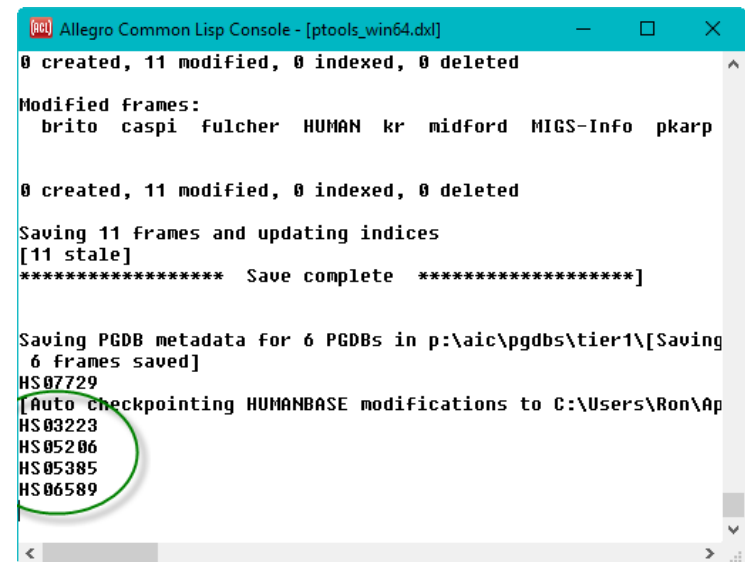 Allegro Common Lisp Console - [ptools_win64.dxl]
0 created, 11 modified, 0 indexed, 0 deleted
Modified frames:
brito caspi fulcher HUMAN kr midford MIGS-Info pkarp
0 created, 11 modified, 0 indexed, 0 deleted
Saving 11 frames and updating indices
[11 stale]
****************** Save complete *******************]
Saving PGDB metadata for 6 PGDBs in p:\aic\pgdbs\tier1\[Saving
6 frames saved]
HS07729
[Auto checkpointing HUMANBASE modifications to C:\Users\Ron\Ap
HS03223
HS05206
HS05385
HS06589